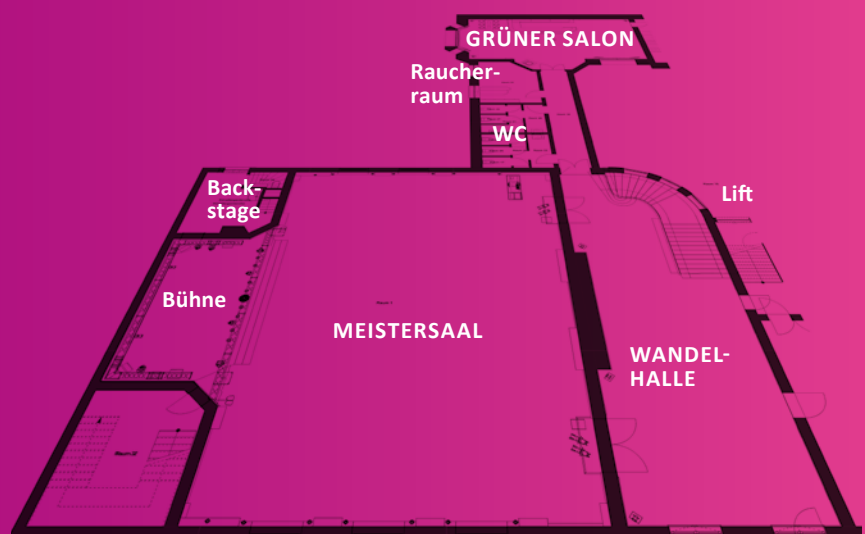 GRÜNER SALON
Raucher-
raum
WC
Back-
stage
Lift
Bühne
MEISTERSAAL
WANDEL-
HALLE